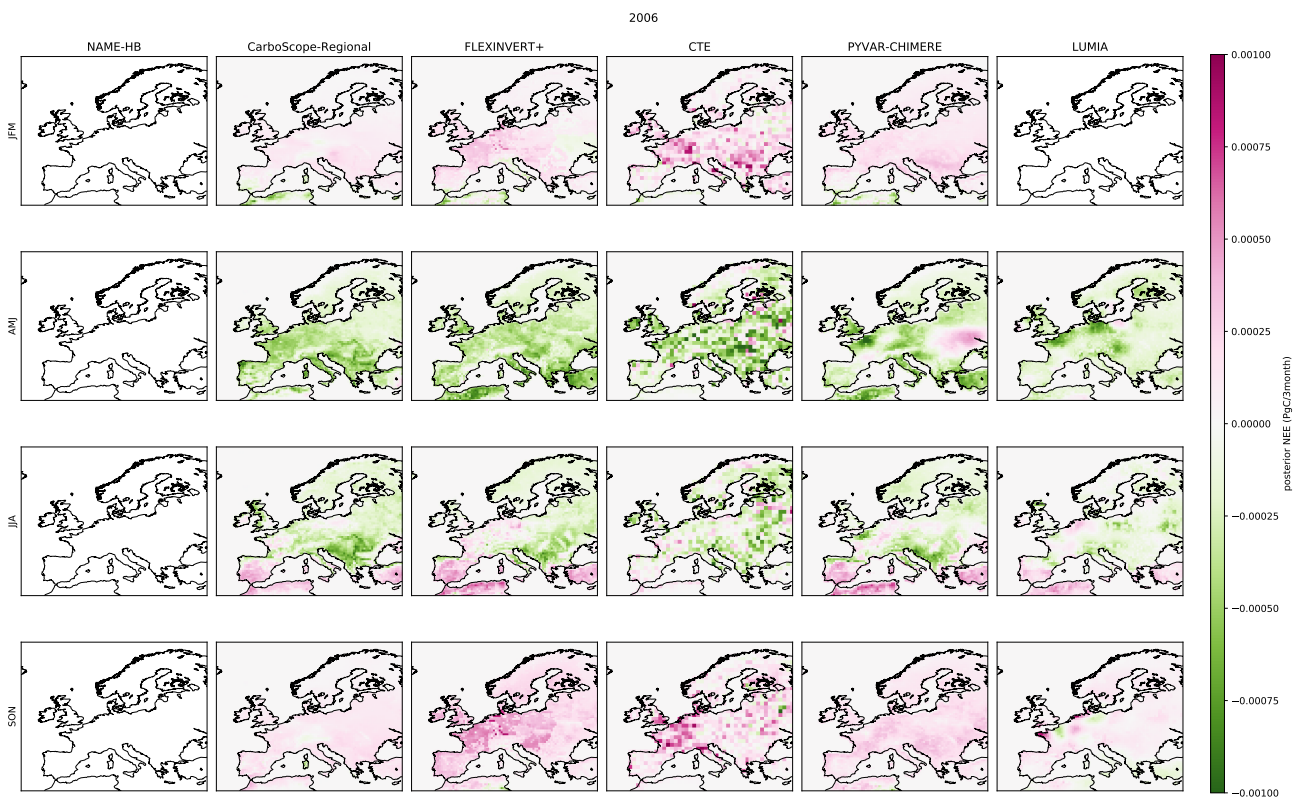 2006
NAME-HB
CarboScope-Regional
FLEXINVERT+
CTE
PYVAR-CHIMERE
LUMIA
JFM
AMJ
JJA
SON
0.00100
0.00075
0.00050
0.00025
0.00000
−0.00025
−0.00050
−0.00075
−0.00100
posterior NEE (PgC/3month)